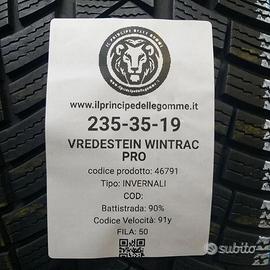 IL PRINCIPE DELLE GOMME
www.ilprincipedellegomme.it
235-35-19
VREDESTEIN WINTRAC
PRO
codice prodotto: 46791
Tipo: INVERNALI
COD:
Battistrada: 90%
Codice Velocità: 91y
FILA: 50
subito